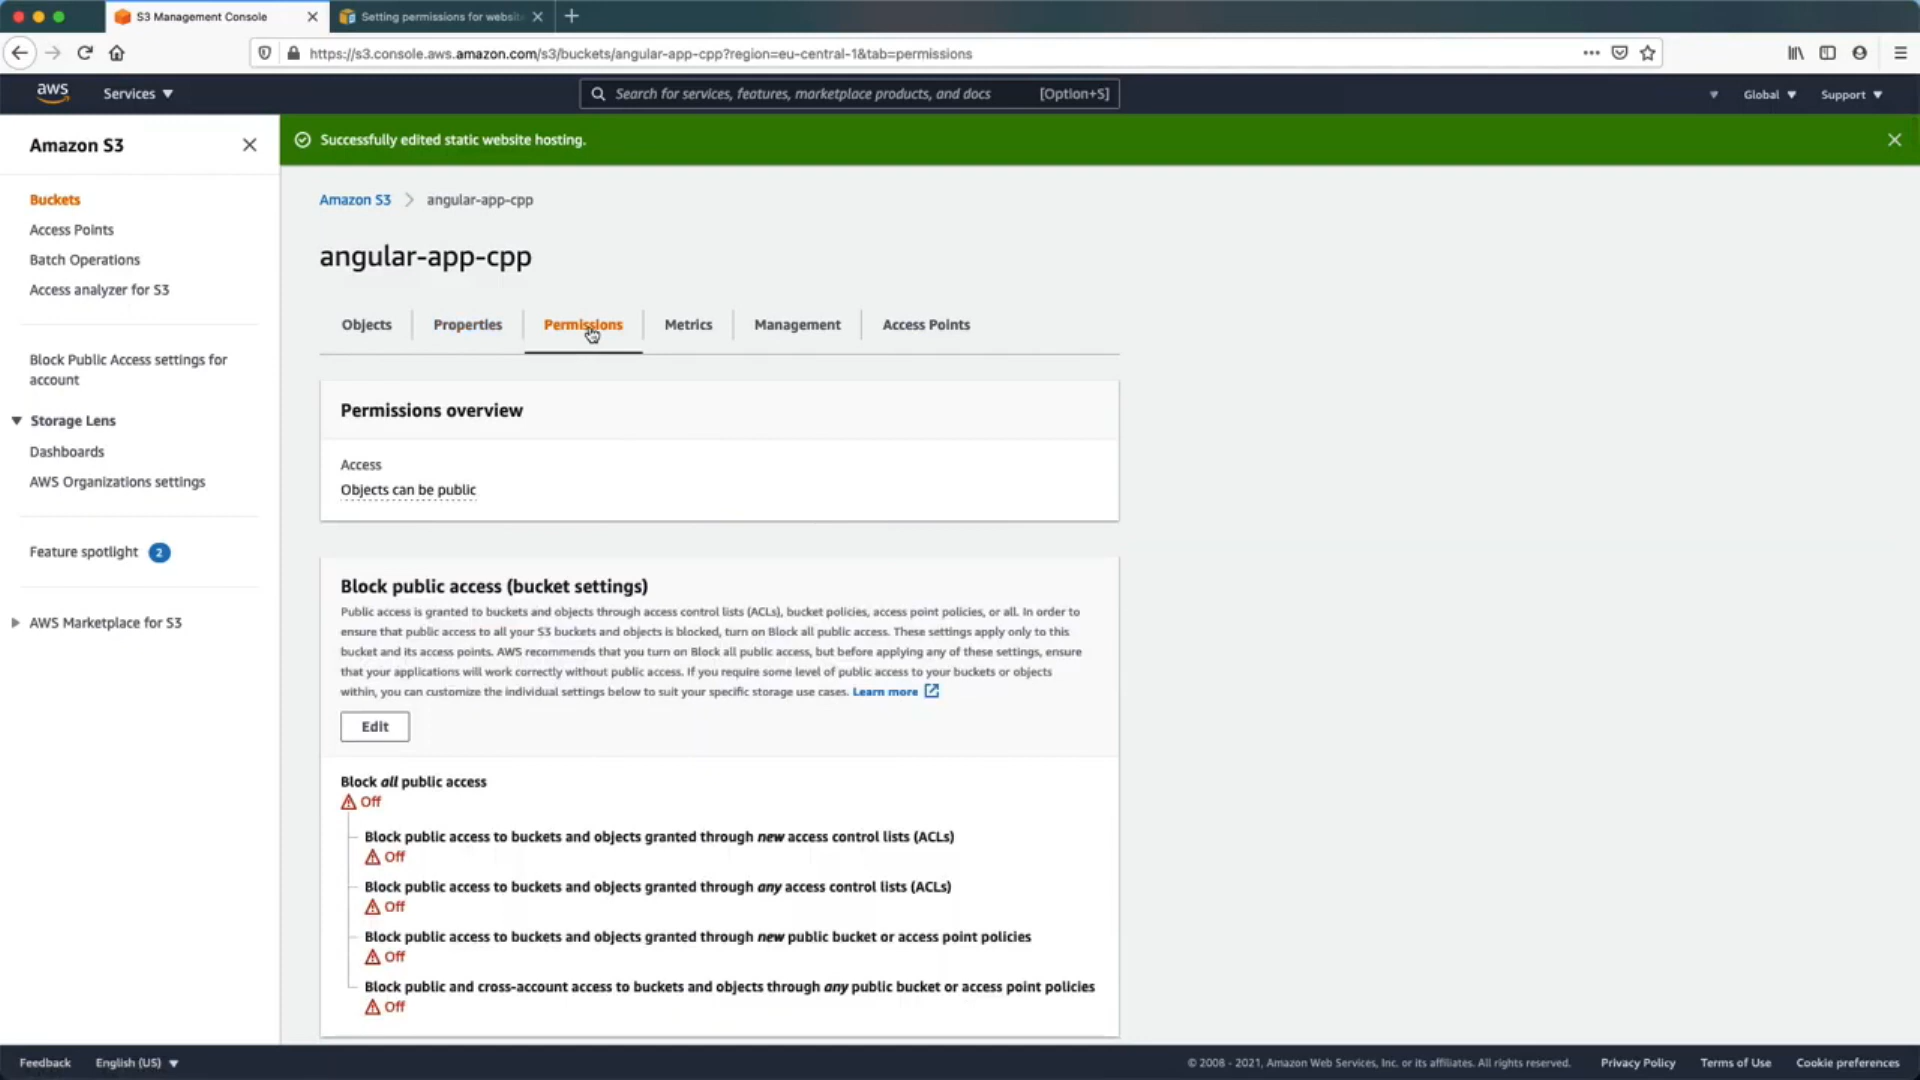 S3 Management Console
Setting permissions for websit
https://s3.console.aws.amazon.com/s3/buckets/angular-app-cpp?region=eu-central-1&tab=permissions
aws
Services
Search for services, features, marketplace products, and docs
[Option+S]
Global
Support
Amazon S3
Successfully edited static website hosting.
Buckets
Access Points
Batch Operations
Access analyzer for S3
Block Public Access settings for
account
Storage Lens
Dashboards
AWS Organizations settings
Feature spotlight 2
AWS Marketplace for S3
Amazon S3 > angular-app-cpp
angular-app-cpp
Objects
Properties
Permissions
Metrics
Management
Access Points
Permissions overview
Access
Objects can be public
Block public access (bucket settings)
Public access is granted to buckets and objects through access control lists (ACLs), bucket policies, access point policies, or all. In order to
ensure that public access to all your S3 buckets and objects is blocked, turn on Block all public access. These settings apply only to this
bucket and its access points. AWS recommends that you turn on Block all public access, but before applying any of these settings, ensure
that your applications will work correctly without public access. If you require some level of public access to your buckets or objects
within, you can customize the individual settings below to suit your specific storage use cases. Learn more
Edit
Block all public access
Off
Block public access to buckets and objects granted through new access control lists (ACLs)
Off
Block public access to buckets and objects granted through any access control lists (ACLs)
Off
Block public access to buckets and objects granted through new public bucket or access point policies
Off
Block public and cross-account access to buckets and objects through any public bucket or access point policies
Off
Feedback
English (US)
© 2008 - 2021, Amazon Web Services, Inc. or its affiliates. All rights reserved.
Privacy Policy
Terms of Use
Cookie preferences